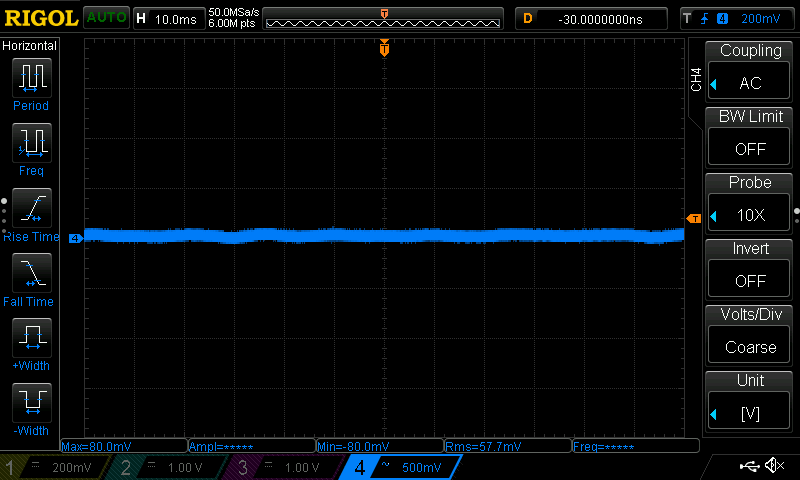 RIGOL AUTO H 10.0ms 50.0MSa/s D -30.0000000ns T 4 200mV
6.00M pts
T
Horizontal
T
Period
Freq
Rise Time
Fall Time
+Width
-Width
4
T
CH4
Coupling
AC
BW Limit
OFF
Probe
10X
Invert
OFF
Volts/Div
Coarse
Unit
[V]
Max=80.0mV Ampl=***** Min=-80.0mV Rms=57.7mV Freq=*****
1 200mV 2 1.00 V 3 1.00 V 4 ~ 500mV